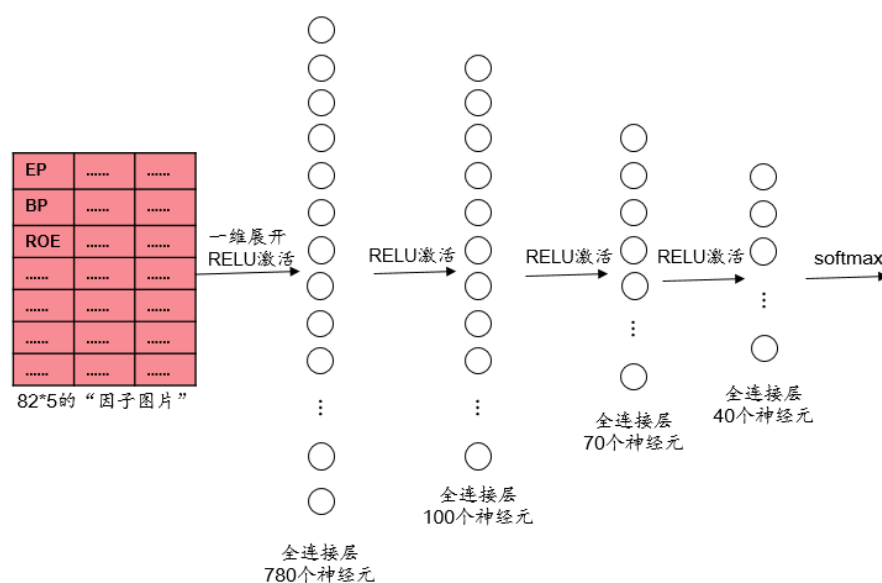 EP …… ……
BP …… ……
ROE …… ……
…… …… ……
…… …… ……
…… …… ……
…… …… ……
82*5的“因子图片”
一维展开
RELU激活
RELU激活
RELU激活
RELU激活
softmax
全连接层
780个神经元
全连接层
100个神经元
全连接层
70个神经元
全连接层
40个神经元